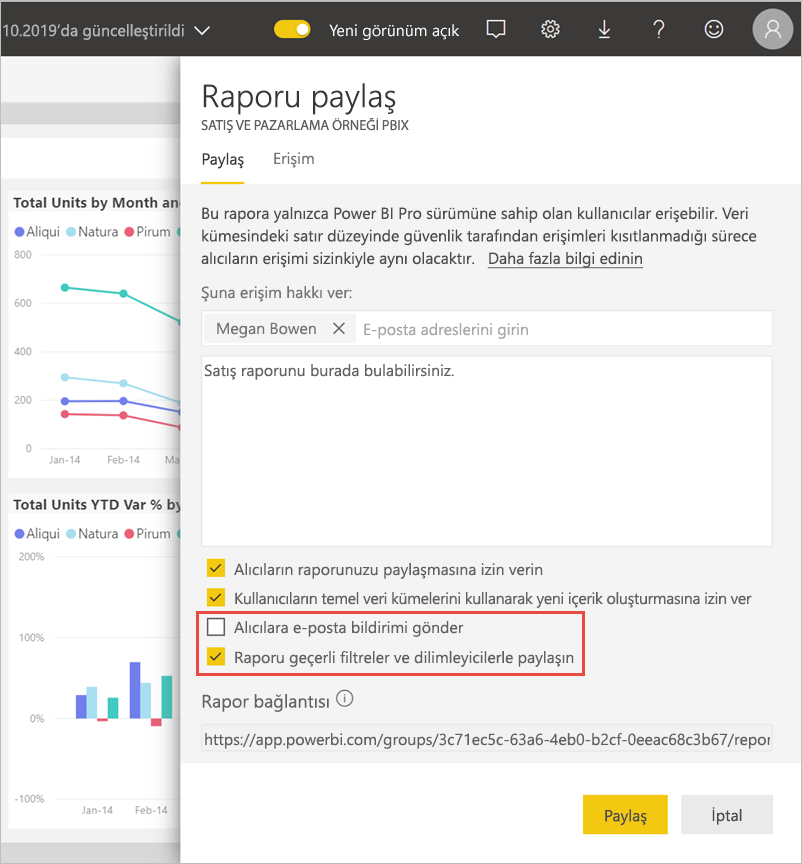 10.2019'da güncelleştirildi
Yeni görünüm açık
Raporu paylaş
SATIŞ VE PAZARLAMA ÖRNEĞİ PBIX
Paylaş
Erişim
Bu rapora yalnızca Power BI Pro sürümüne sahip olan kullanıcılar erişebilir. Veri
kümesindeki satır düzeyinde güvenlik tarafından erişimleri kısıtlanmadığı sürece
alıcıların erişimi sizinkiyle aynı olacaktır. Daha fazla bilgi edinin
Şuna erişim hakkı ver:
Megan Bowen
E-posta adreslerini girin
Satış raporunu burada bulabilirsiniz.
Alıcıların raporunuzu paylaşmasına izin verin
Kullanıcıların temel veri kümelerini kullanarak yeni içerik oluşturmasına izin ver
Alıcılara e-posta bildirimi gönder
Raporu geçerli filtreler ve dilimleyicilerle paylaşın
Rapor bağlantısı
https://app.powerbi.com/groups/3c71ec5c-63a6-4eb0-b2cf-0eeac68c3b67/repor
Paylaş
İptal
Total Units by Month an
Aliqui Natura Pirum
800
600
400
200
0
Jan-14 Feb-14 Ma
Total Units YTD Var % by
Aliqui Natura Pirum
200%
100%
0%
-100%
Jan-14 Feb-14